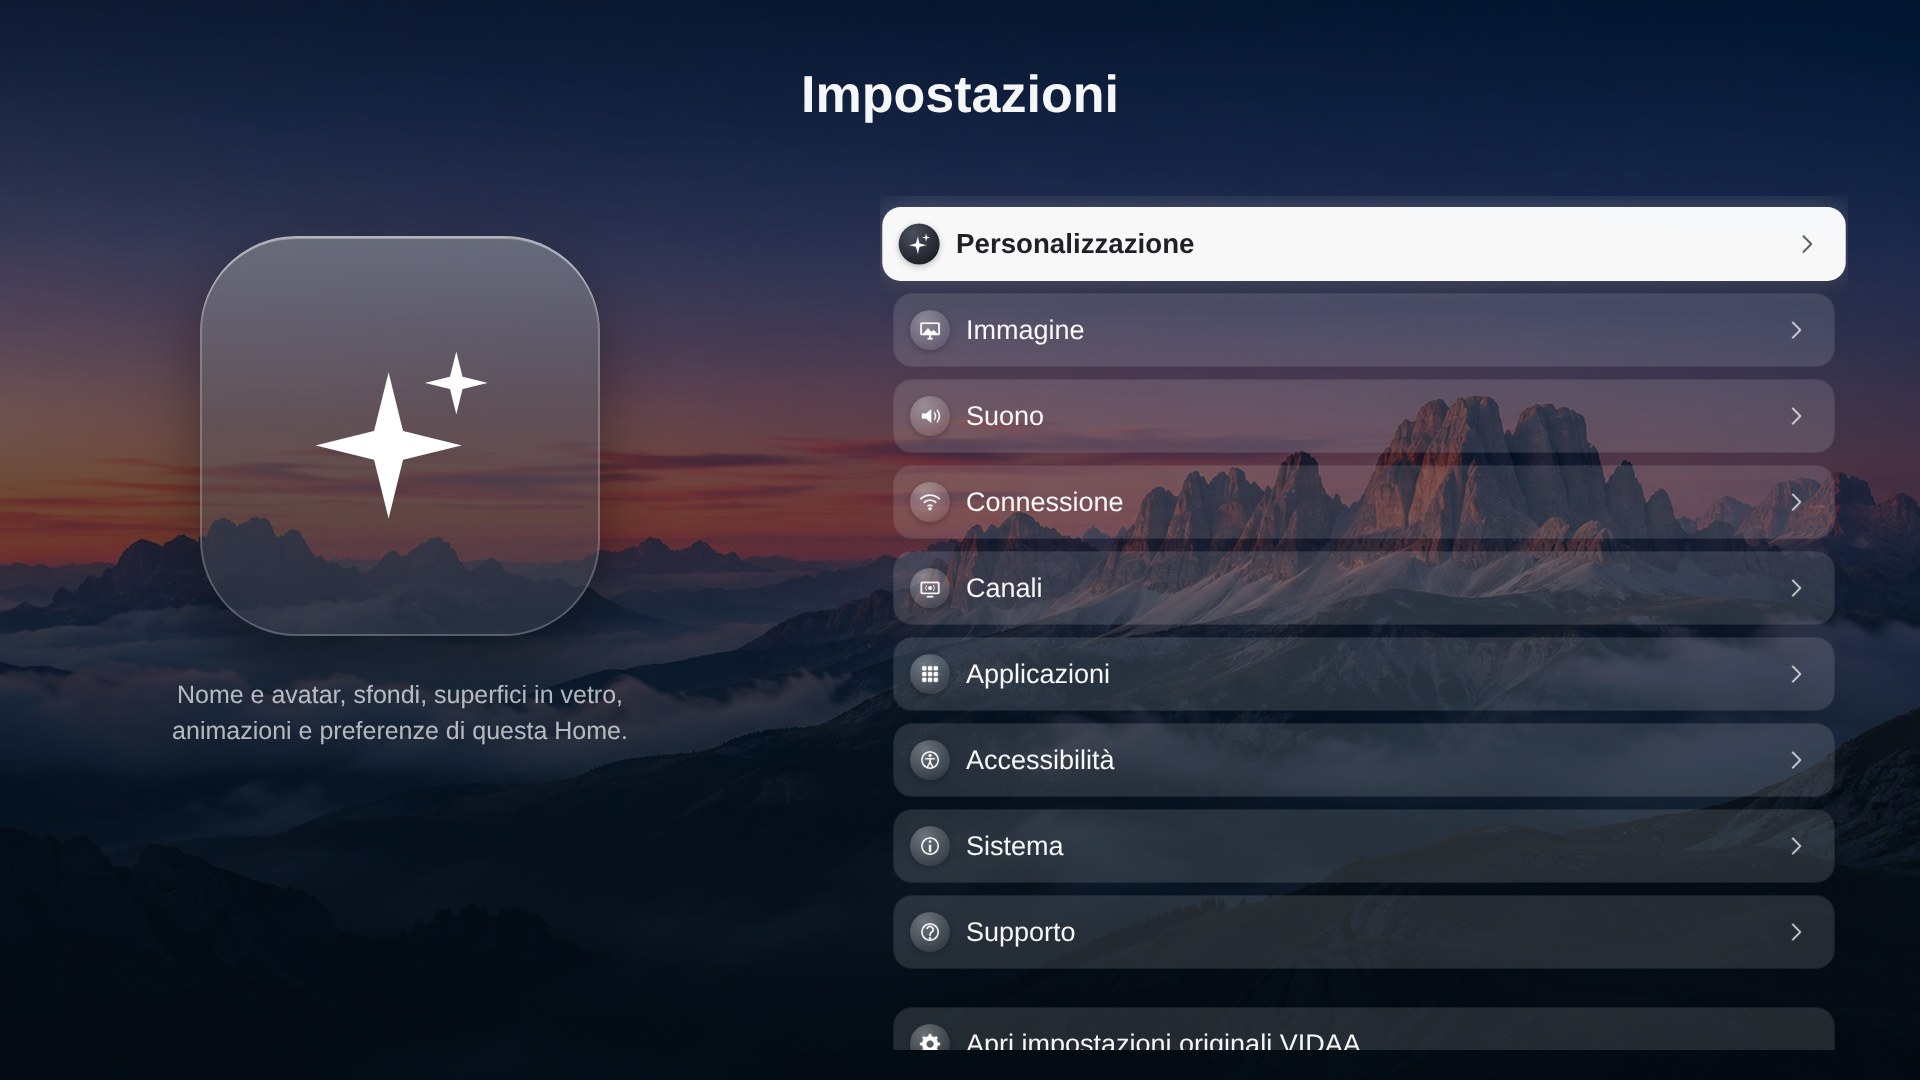 Impostazioni
Personalizzazione
Immagine
Suono
Connessione
Canali
Applicazioni
Accessibilità
Sistema
Supporto
Apri impostazioni originali VIDAA
Nome e avatar, sfondi, superfici in vetro,
animazioni e preferenze di questa Home.